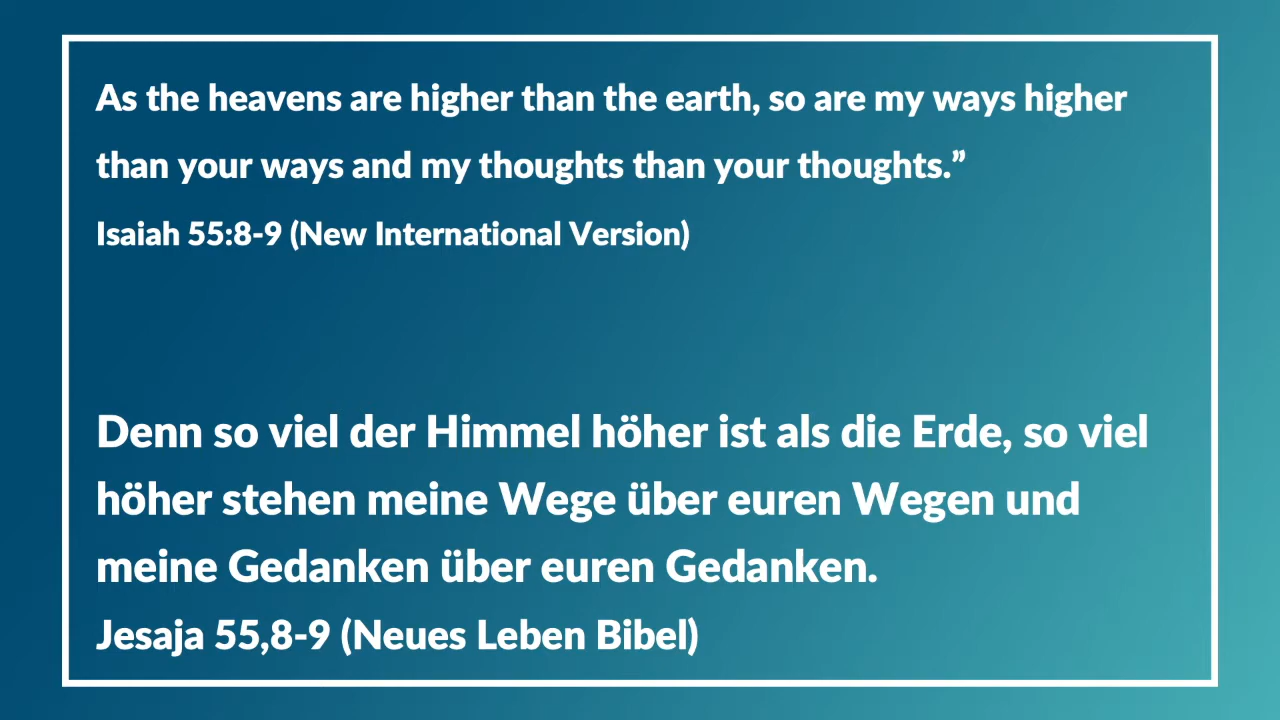 As the heavens are higher than the earth, so are my ways higher
than your ways and my thoughts than your thoughts.”
Isaiah 55:8-9 (New International Version)
Denn so viel der Himmel höher ist als die Erde, so viel
höher stehen meine Wege über euren Wegen und
meine Gedanken über euren Gedanken.
Jesaja 55,8-9 (Neues Leben Bibel)